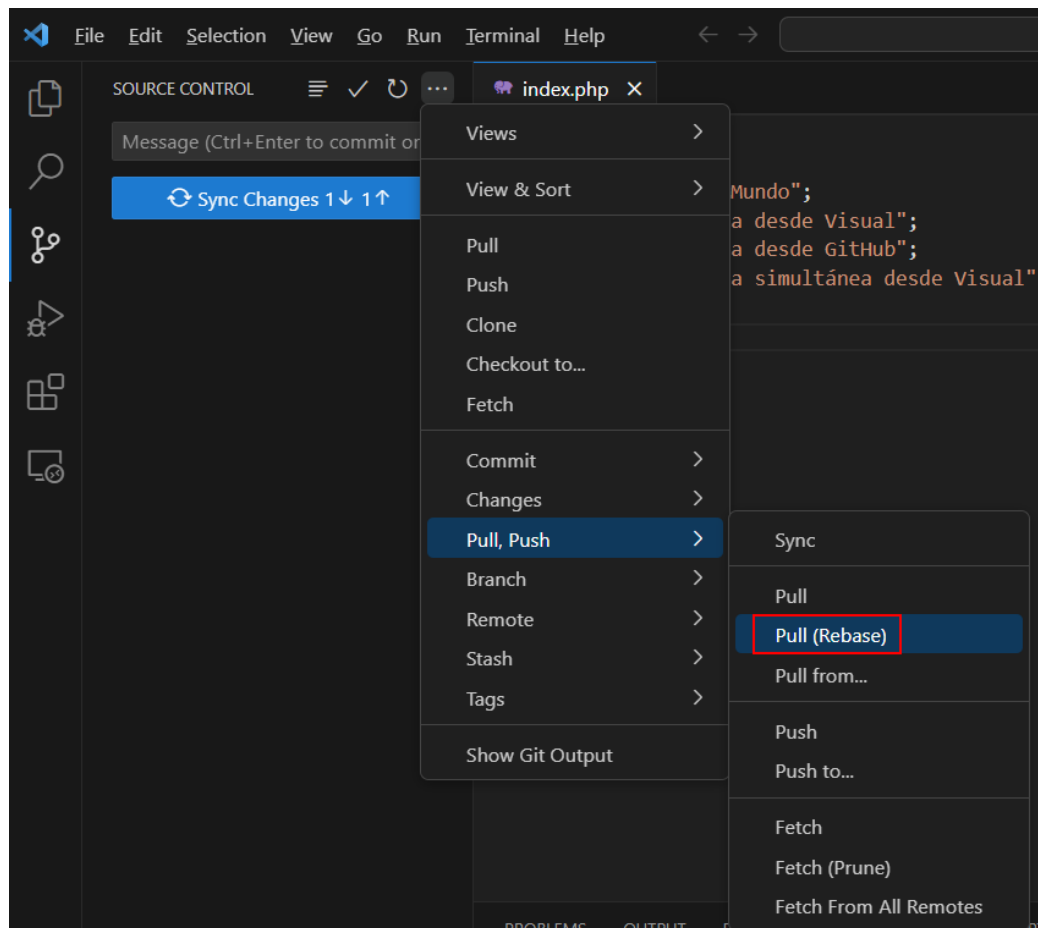 File Edit Selection View Go Run Terminal Help
SOURCE CONTROL
index.php
Message (Ctrl+Enter to commit or
Sync Changes 1↓ 1↑
Views
View & Sort
Pull
Push
Clone
Checkout to...
Fetch
Commit
Changes
Pull, Push
Branch
Remote
Stash
Tags
Show Git Output
Mundo";
a desde Visual";
a desde GitHub";
a simultánea desde Visual"
Sync
Pull
Pull (Rebase)
Pull from...
Push
Push to...
Fetch
Fetch (Prune)
Fetch From All Remotes
PROBLEMS OUTPUT